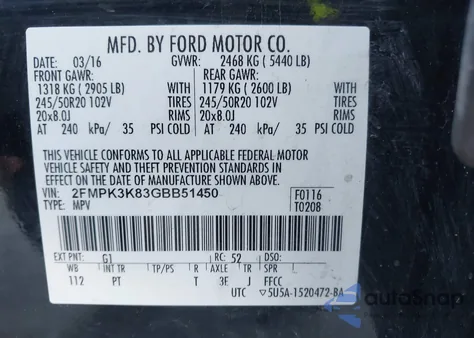 MFD. BY FORD MOTOR CO.
DATE: 03/16 GVWR: 2468 KG ( 5440 LB)
FRONT GAWR: REAR GAWR:
1318 KG ( 2905 LB) WITH 1179 KG ( 2600 LB) WITH
245/50R20 102V TIRES 245/50R20 102V TIRES
20x8.0J RIMS 20x8.0J RIMS
AT 240 kPa/ 35 PSI COLD AT 240 kPa/ 35 PSI COLD
THIS VEHICLE CONFORMS TO ALL APPLICABLE FEDERAL MOTOR
VEHICLE SAFETY AND THEFT PREVENTION STANDARDS IN
EFFECT ON THE DATE OF MANUFACTURE SHOWN ABOVE.
VIN: 2FMPK3K83GBB51450 F0116
TYPE: MPV T0208
EXT PNT: G1 RC: 52 DSO:
WB INT TR TP/PS R AXLE TR SPR
112 PT T 3E J FFCC
UTC ▽5U5A-1520472-BA
AutoSnap